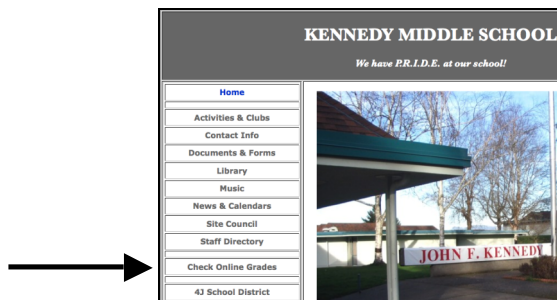 KENNEDY MIDDLE SCHOOL
We have P.R.I.D.E. at our school!
Home
Activities & Clubs
Contact Info
Documents & Forms
Library
Music
News & Calendars
Site Council
Staff Directory
Check Online Grades
4J School District
JOHN F. KENNEDY